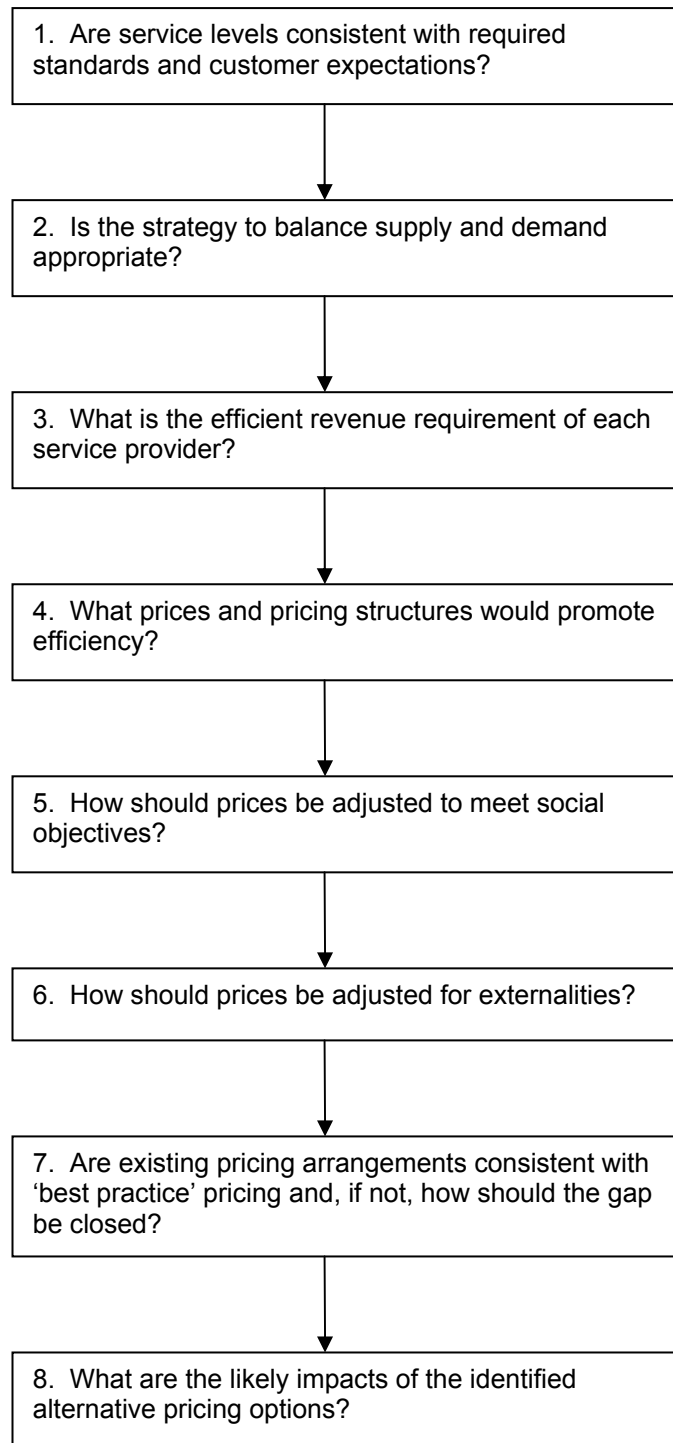 1.  Are service levels consistent with required
standards and customer expectations?
2.  Is the strategy to balance supply and demand
appropriate?
3.  What is the efficient revenue requirement of each
service provider?
4.  What prices and pricing structures would promote
efficiency?
5.  How should prices be adjusted to meet social
objectives?
6.  How should prices be adjusted for externalities?
7.  Are existing pricing arrangements consistent with
‘best practice’ pricing and, if not, how should the gap
be closed?
8.  What are the likely impacts of the identified
alternative pricing options?